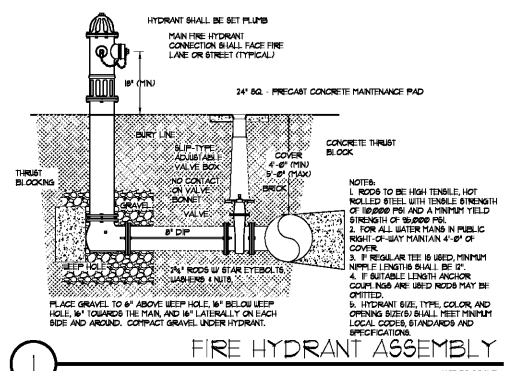 HYDRANT SHALL BE SET PLUMB
MAIN FIRE HYDRANT
CONNECTION SHALL FACE FIRE
LANE OR STREET (TYPICAL)
18" (MIN)
24" SQ. - PRECAST CONCRETE MAINTENANCE PAD
BURY LINE
SLIP-TYPE
ADJUSTABLE
VALVE BOX
NO CONTACT
ON VALVE
BONNET
VALVE
COVER
4'-0" (MIN)
5'-0" (MAX)
BRICK
CONCRETE THRUST
BLOCK
THRUST
BLOCKING
GRAVEL
8" DIP
WEEP HOLE
RODS W/ STAR EYEBOLTS,
WASHERS & NUTS
PLACE GRAVEL TO 6" ABOVE WEEP HOLE, 16" BELOW WEEP
HOLE, 16" TOWARDS THE MAIN, AND 16" LATERALLY ON EACH
SIDE AND AROUND. COMPACT GRAVEL UNDER HYDRANT.
NOTES:
1. RODS TO BE HIGH TENSILE, HOT
ROLLED STEEL WITH TENSILE STRENGTH
OF 110,000 PSI AND A MINIMUM YIELD
STRENGTH OF 95,000 PSI.
2. FOR ALL WATER MAINS IN PUBLIC
RIGHT-OF-WAY MAINTAIN 4'-0" OF
COVER.
3. IF REGULAR TEE IS USED, MINIMUM
NIPPLE LENGTHS SHALL BE 12".
4. IF SUITABLE LENGTH ANCHOR
COUPLINGS ARE USED RODS MAY BE
OMITTED.
5. HYDRANT SIZE, TYPE, COLOR, AND
OPENING SIZE(S) SHALL MEET MINIMUM
LOCAL CODES, STANDARDS AND
SPECIFICATIONS.
1
FIRE HYDRANT ASSEMBLY